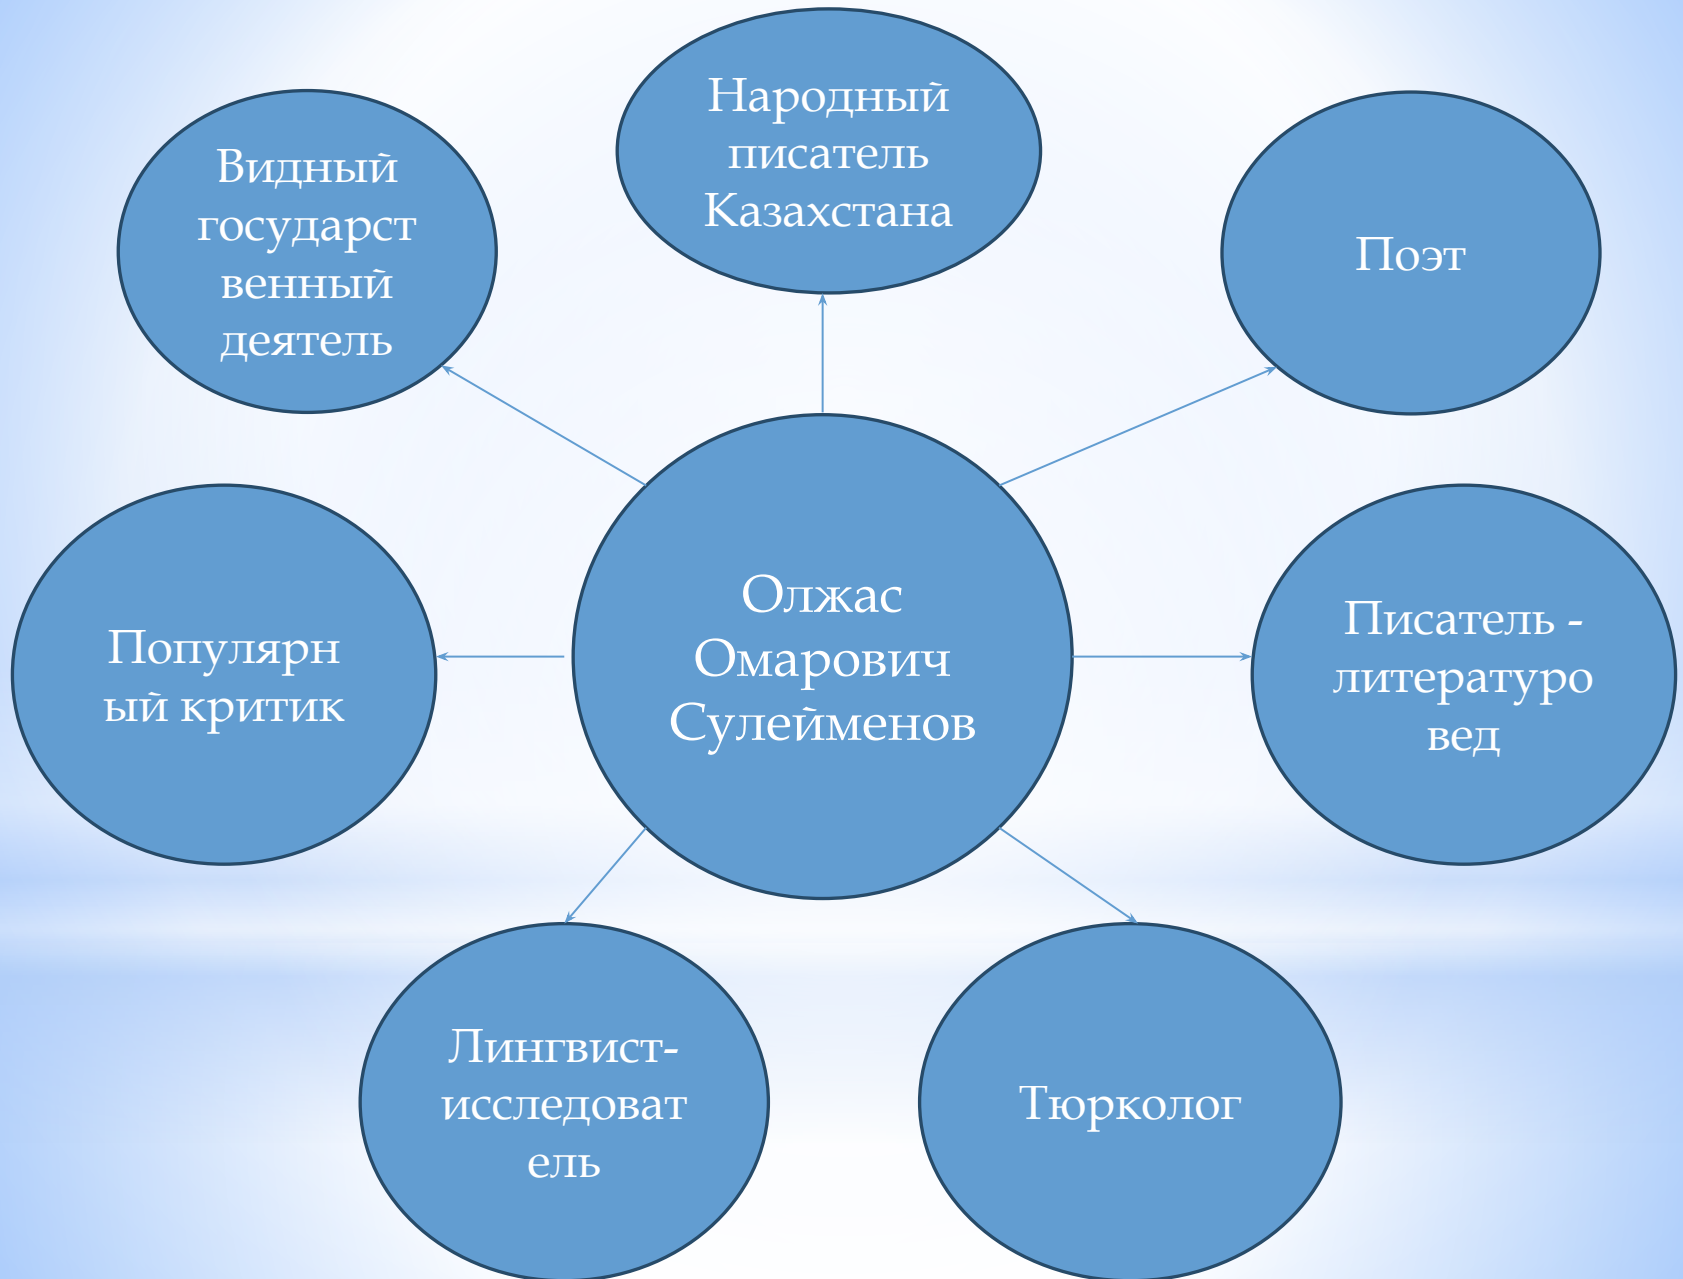 Народный
писатель
Казахстана
Видный
государст
венный
деятель
Поэт
Олжас
Омарович
Сулейменов
Популярн
ый критик
Писатель -
литературо
вед
Лингвист-
исследоват
ель
Тюрколог